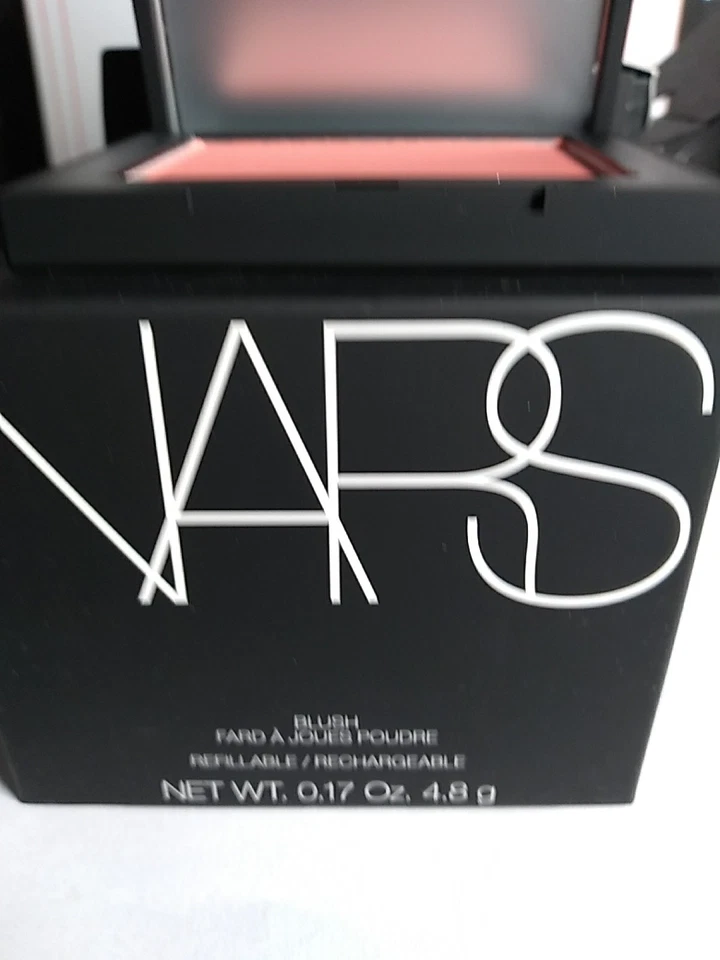 NARS
BLUSH
FARD À JOUES POUDRE
REFILLABLE / RECHARGEABLE
NET WT. 0.17 Oz. 4.8 g